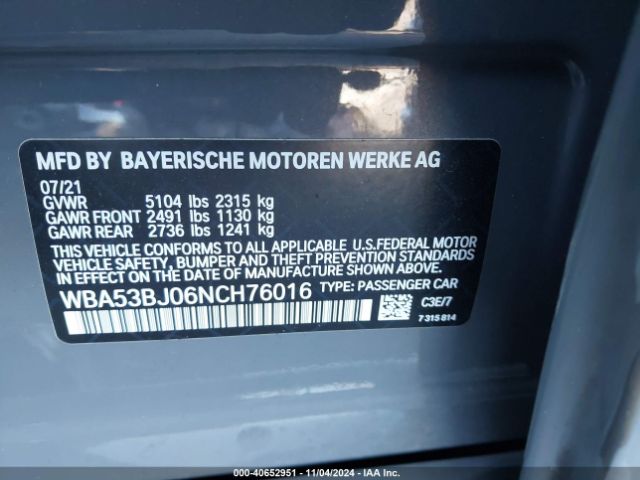 MFD BY BAYERISCHE MOTOREN WERKE AG
07/21
GVWR 5104 lbs 2315 kg
GAWR FRONT 2491 lbs 1130 kg
GAWR REAR 2736 lbs 1241 kg
THIS VEHICLE CONFORMS TO ALL APPLICABLE U.S.FEDERAL MOTOR
VEHICLE SAFETY, BUMPER AND THEFT PREVENTION STANDARDS
IN EFFECT ON THE DATE OF MANUFACTURE SHOWN ABOVE.
WBA53BJ06NCH76016 TYPE: PASSENGER CAR
C3E/7
7 315 814
000-40652951 - 11/04/2024 - IAA Inc.